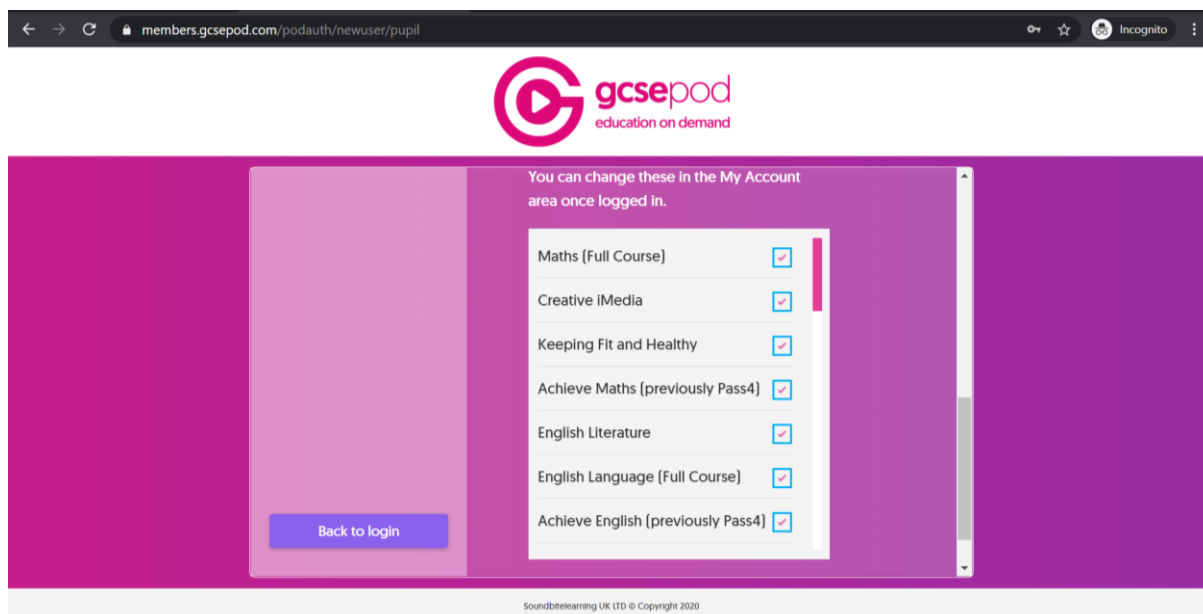 members.gcsepod.com/podauth/newuser/pupil
Incognito
gcsepod
education on demand
You can change these in the My Account
area once logged in.
Maths (Full Course)
Creative iMedia
Keeping Fit and Healthy
Achieve Maths (previously Pass4)
English Literature
English Language (Full Course)
Achieve English (previously Pass4)
Back to login
Soundbitelearning UK LTD © Copyright 2020